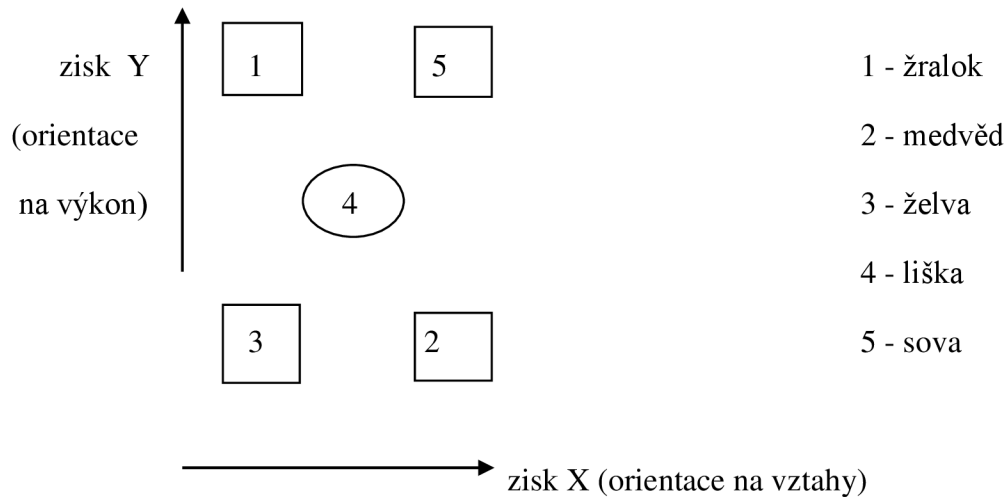 zisk Y 1 5 1 - žralok
(orientace 2 - medvěd
na výkon) 4 3 - želva
4 - liška
3 2 5 - sova
zisk X (orientace na vztahy)